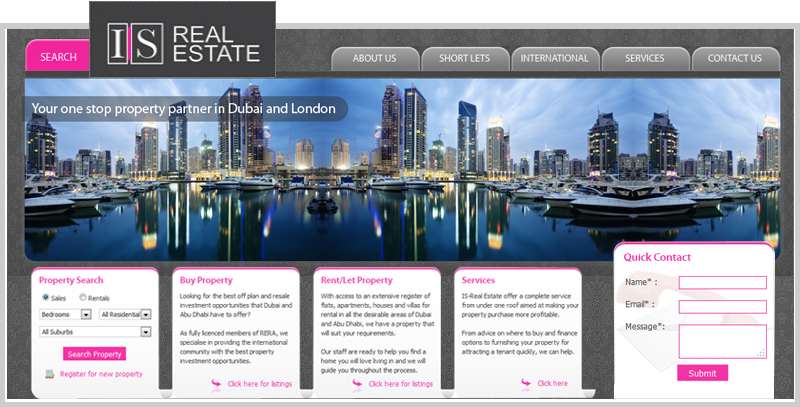 IS REAL
ESTATE
SEARCH
ABOUT US
SHORT LETS
INTERNATIONAL
SERVICES
CONTACT US
Your one stop property partner in Dubai and London
Property Search
Sales
Rentals
Bedrooms
All Residential
All Suburbs
Search Property
Register for new property
Buy Property
Looking for the best off plan and resale
investment opportunities that Dubai and
Abu Dhabi have to offer?
As fully licenced members of RERA, we
specialise in providing the international
community with the best property
investment opportunities.
Click here for listings
Rent/Let Property
With access to an extensive register of
flats, apartments, houses and villas for
rental in all the desirable areas of Dubai
and Abu Dhabi, we have a property that
will suit your requirements.
Our staff are ready to help you find a
home you will love living in and we will
guide you throughout the process.
Click here for listings
Services
IS-Real Estate offer a complete service
from under one roof aimed at making your
property purchase more profitable.
From advice on where to buy and finance
options to furnishing your property for
attracting a tenant quickly, we can help.
Click here
Quick Contact
Name* :
Email* :
Message*:
Submit